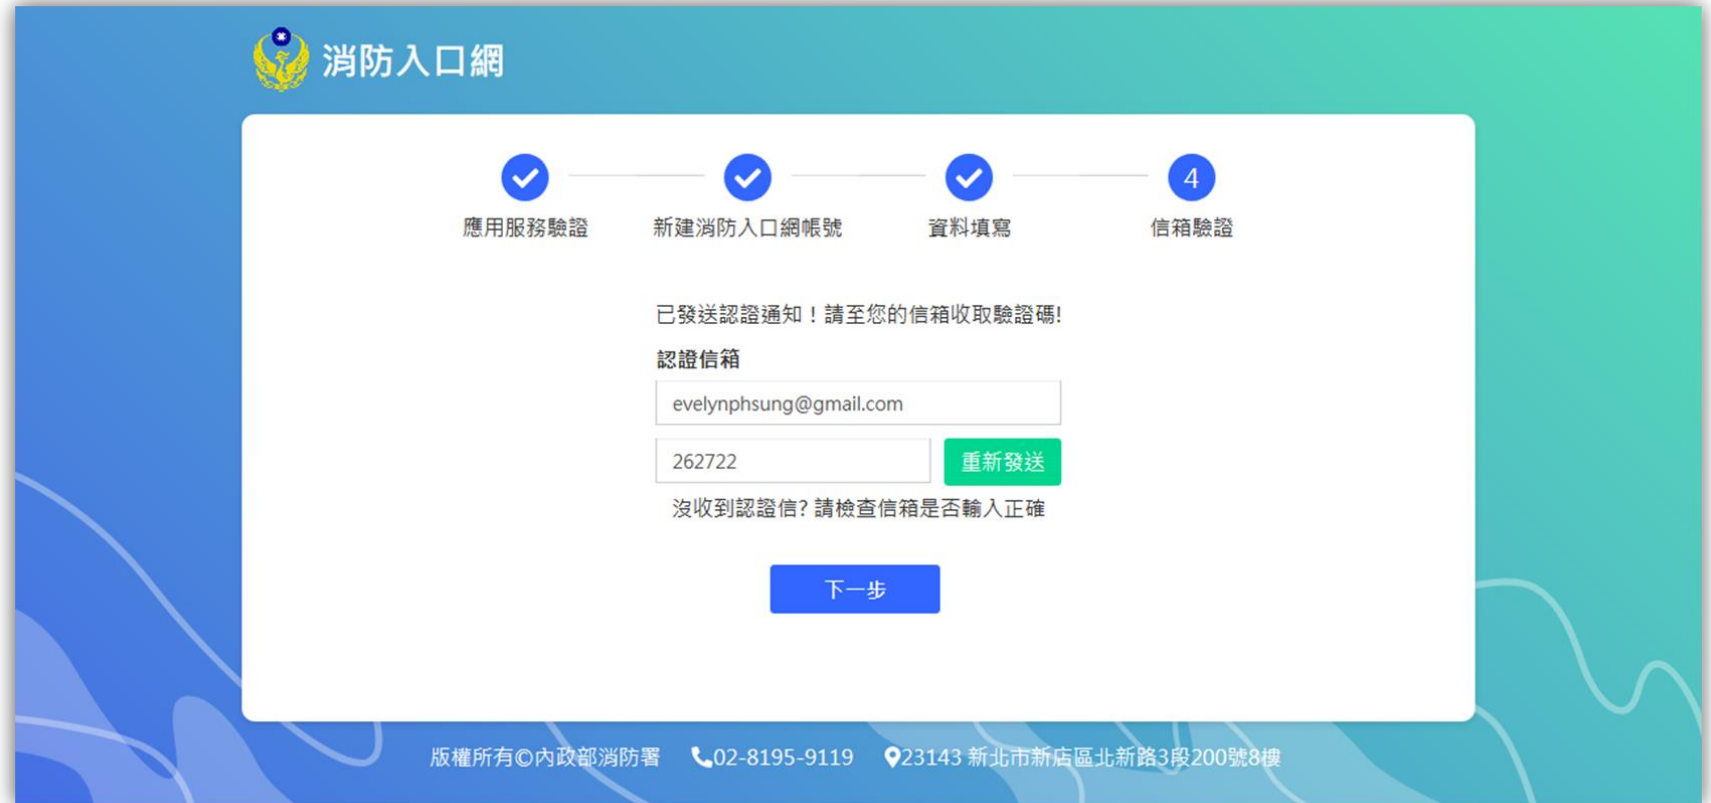 消防入口網
4
應用服務驗證 新建消防入口網帳號 資料填寫 信箱驗證
已發送認證通知！請至您的信箱收取驗證碼!
認證信箱
evelynphsung@gmail.com
262722 重新發送
沒收到認證信? 請檢查信箱是否輸入正確
下一步
版權所有©內政部消防署 02-8195-9119 23143 新北市新店區北新路3段200號8樓